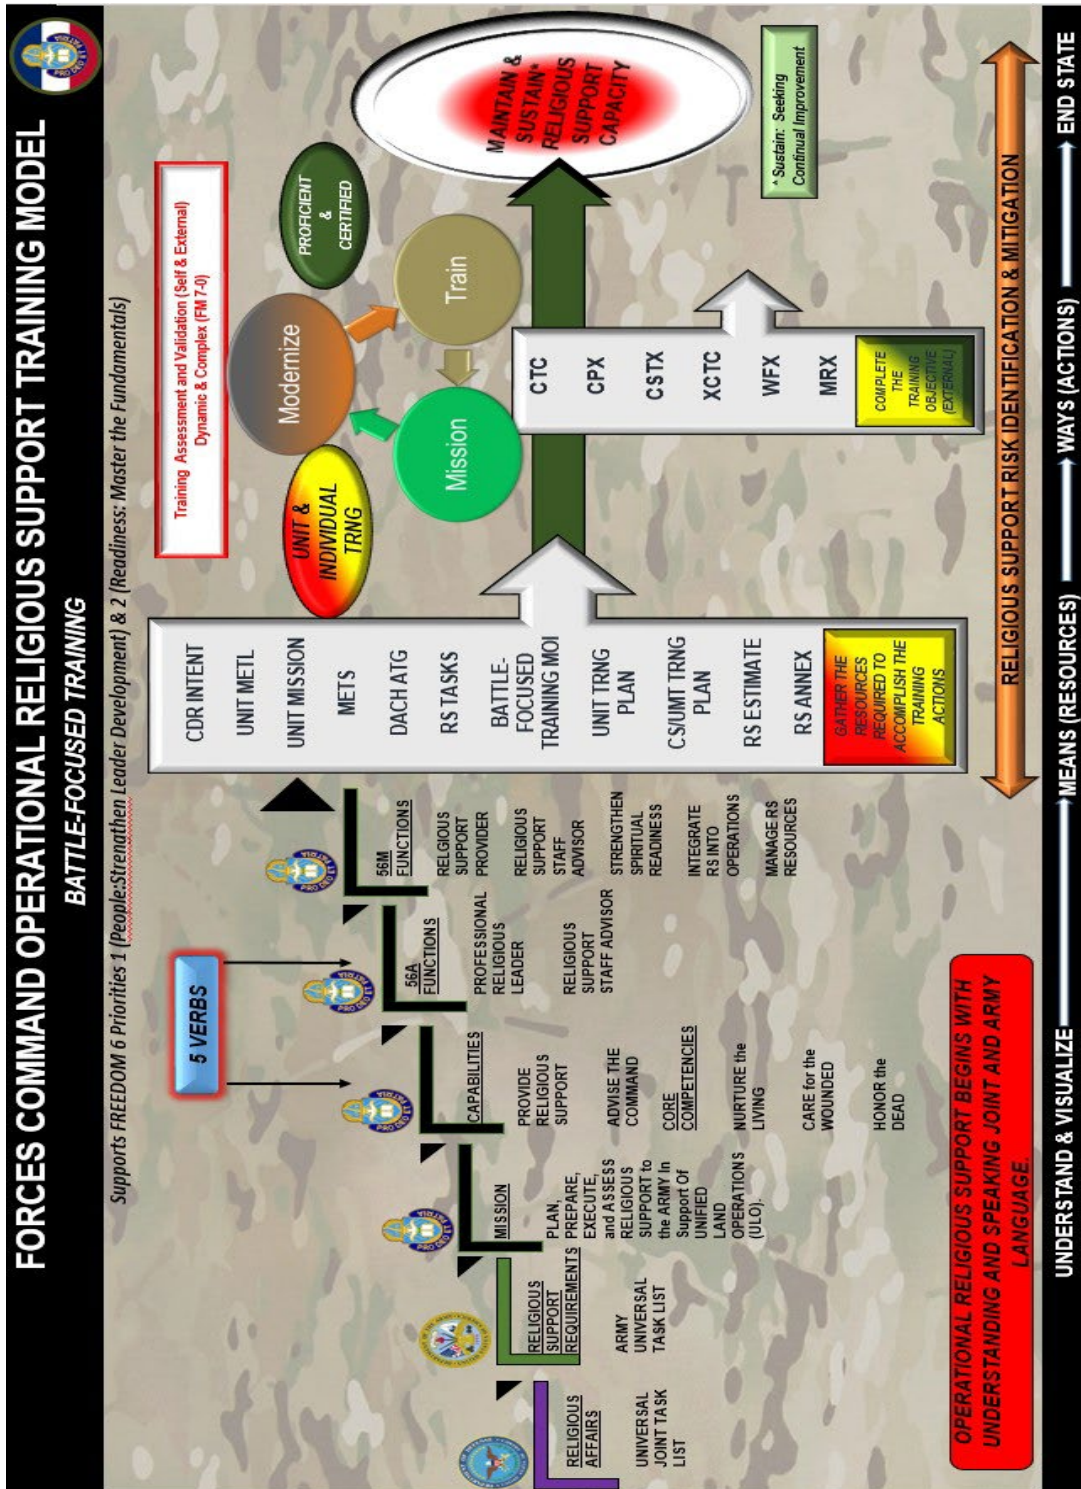 FORCES COMMAND OPERATIONAL RELIGIOUS SUPPORT TRAINING MODEL
BATTLE-FOCUSED TRAINING
Supports FREEDOM 6 Priorities 1 (People:Strenathen Leader Development) & 2 (Readiness: Master the Fundamentals)
RELIGIOUS
AFFAIRS
UNIVERSAL
JOINT TASK
LIST
RELIGIOUS
SUPPORT
REQUIREMENTS
ARMY
UNIVERSAL
TASK LIST
MISSION
PLAN,
PREPARE,
EXECUTE,
and ASSESS
RELIGIOUS
SUPPORT to
the ARMY In
Support Of
UNIFIED
LAND
OPERATIONS
(ULO).
5 VERBS
CAPABILITIES
PROVIDE
RELIGIOUS
SUPPORT
ADVISE THE
COMMAND
CORE
COMPETENCIES
NURTURE the
LIVING
CARE for the
WOUNDED
HONOR the
DEAD
56A
FUNCTIONS
PROFESSIONAL
RELIGIOUS
LEADER
RELIGIOUS
SUPPORT
STAFF ADVISOR
56M
FUNCTIONS
RELGIOUS
SUPPORT
PROVIDER
RELIGIOUS
SUPPORT
STAFF
ADVISOR
STRENGTHEN
SPIRITUAL
READINESS
INTEGRATE
RS INTO
OPERATIONS
MANAGE RS
RESOURCES
CDR INTENT
UNIT METL
UNIT MISSION
METS
DACH ATG
RS TASKS
BATTLE-
FOCUSED
TRAINING MOI
UNIT TRNG
PLAN
CS/UMT TRNG
PLAN
RS ESTIMATE
RS ANNEX
GATHER THE
RESOURCES
REQUIRED TO
ACCOMPLISH THE
TRAINING
ACTIONS
Training Assessment and Validation (Self & External)
Dynamic & Complex (FM 7-0)
UNIT &
INDIVIDUAL
TRNG
Modernize
Mission
Train
PROFICIENT
&
CERTIFIED
CTC
CPX
CSTX
XCTC
WFX
MRX
COMPLETE
THE
TRAINING
OBJECTIVE
(EXTERNAL)
MAINTAIN &
SUSTAIN*
RELIGIOUS
SUPPORT
CAPACITY
* Sustain: Seeking
Continual Improvement
OPERATIONAL RELIGIOUS SUPPORT BEGINS WITH
UNDERSTANDING AND SPEAKING JOINT AND ARMY
LANGUAGE.
RELIGIOUS SUPPORT RISK IDENTIFICATION & MITIGATION
UNDERSTAND & VISUALIZE MEANS (RESOURCES) WAYS (ACTIONS) END STATE
PRO DEO ET PATRIA